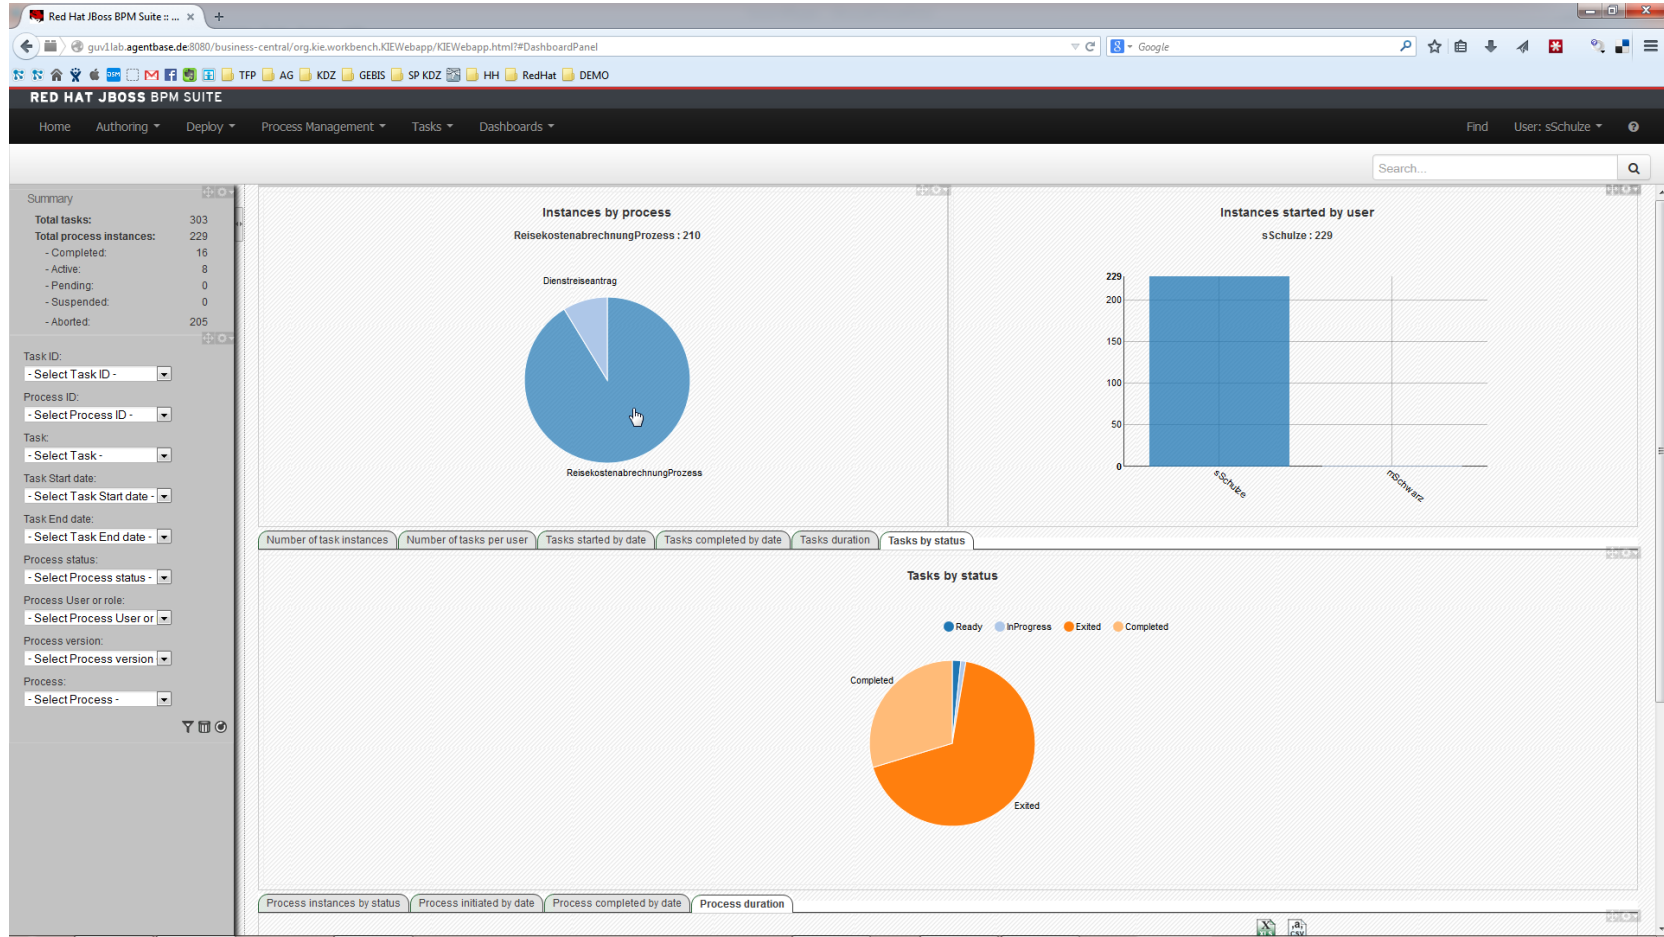 Red Hat JBoss BPM Suite :: ...
guv1lab.agentbase.de:8080/business-central/org.kie.workbench.KIEWebapp/KIEWebapp.html?#DashboardPanel
Google
TFP AG KDZ GEBIS SP KDZ HH RedHat DEMO
RED HAT JBOSS BPM SUITE
Home Authoring Deploy Process Management Tasks Dashboards Find User: sSchulze
Search...
Summary
Total tasks: 303
Total process instances: 229
- Completed: 16
- Active: 8
- Pending: 0
- Suspended: 0
- Aborted: 205
Task ID:
- Select Task ID -
Process ID:
- Select Process ID -
Task:
- Select Task -
Task Start date:
- Select Task Start date -
Task End date:
- Select Task End date -
Process status:
- Select Process status -
Process User or role:
- Select Process User or
Process version:
- Select Process version
Process:
- Select Process -
Instances by process
ReisekostenabrechnungProzess : 210
Dienstreiseantrag
ReisekostenabrechnungProzess
Instances started by user
sSchulze : 229
229
200
150
100
50
0
sSchulze
mSchwarz
Number of task instances Number of tasks per user Tasks started by date Tasks completed by date Tasks duration Tasks by status
Tasks by status
Ready InProgress Exited Completed
Completed
Exited
Process instances by status Process initiated by date Process completed by date Process duration